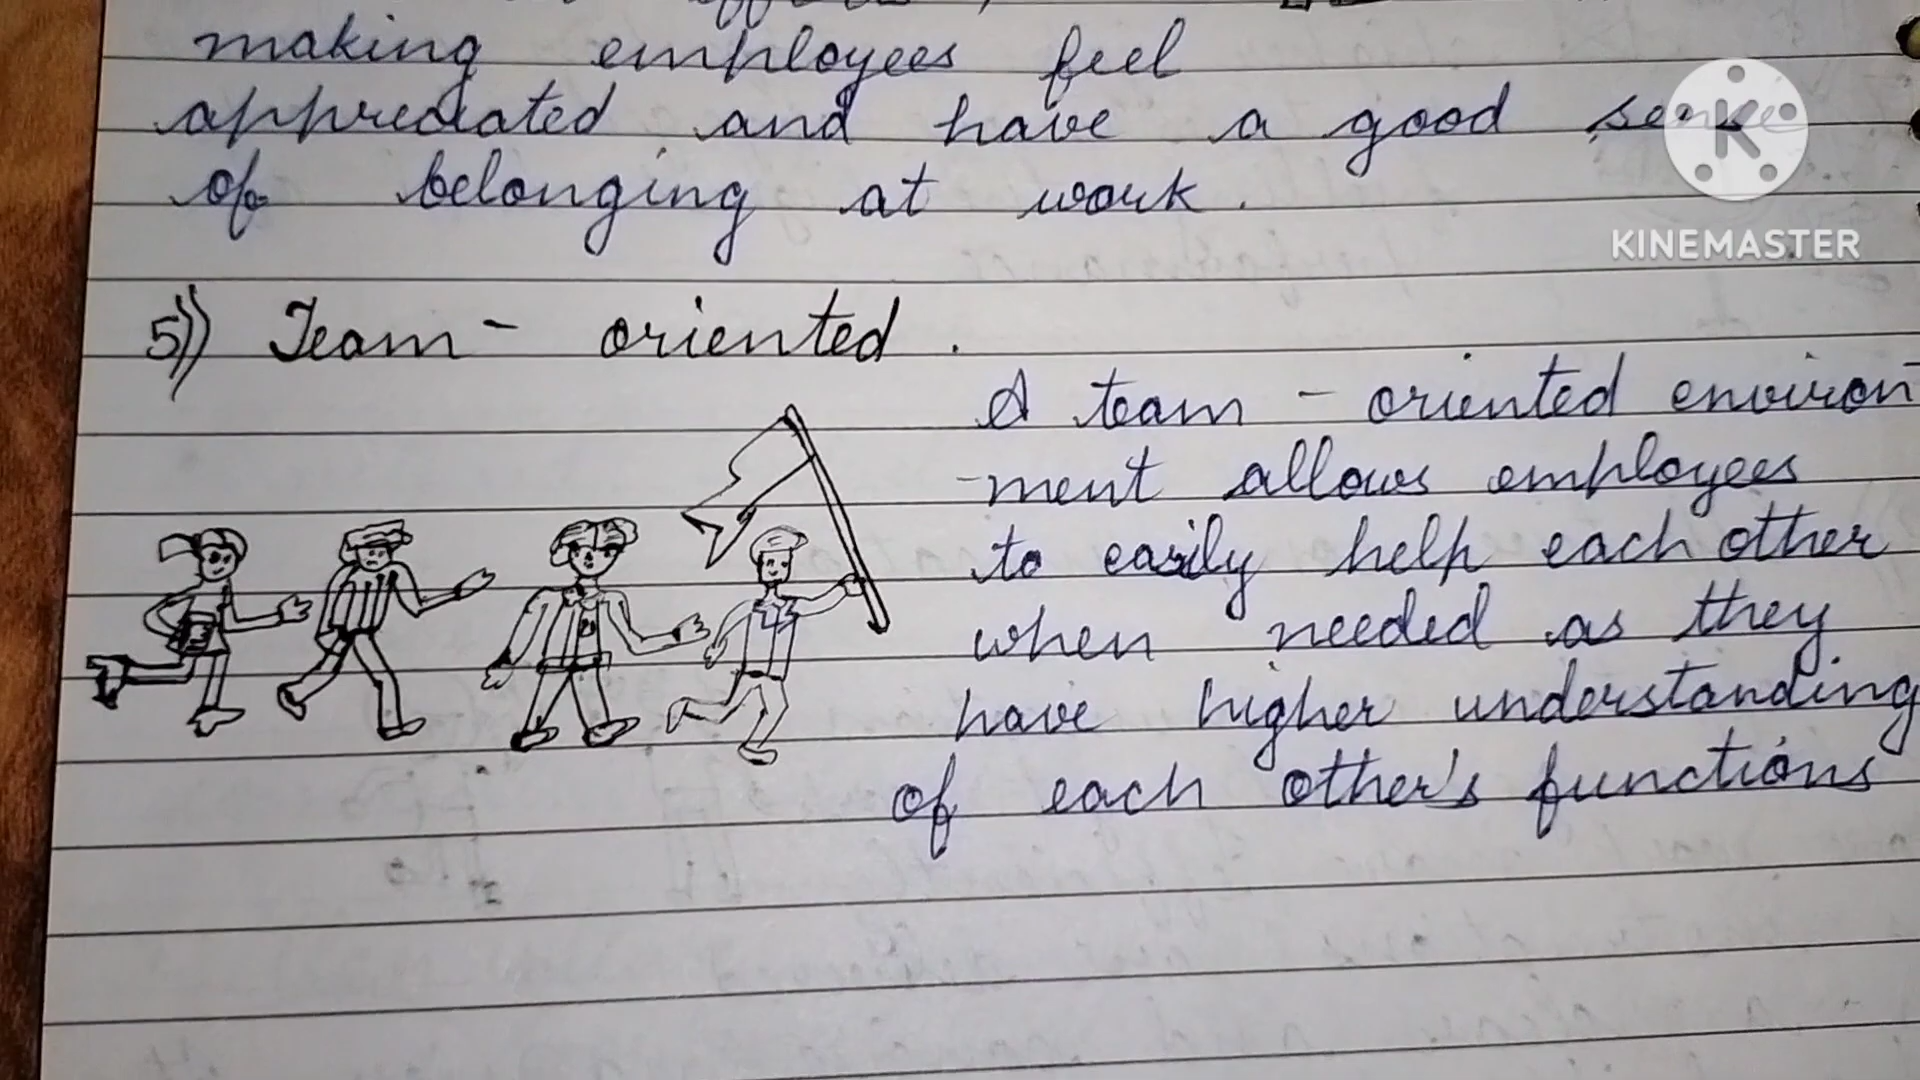 making employees feel
appreciated and have a good sense
of belonging at work.
5)) Team - oriented.
A team - oriented environ
-ment allows employees
to easily help each other
when needed as they
have higher understanding
of each other's functions
KINEMASTER